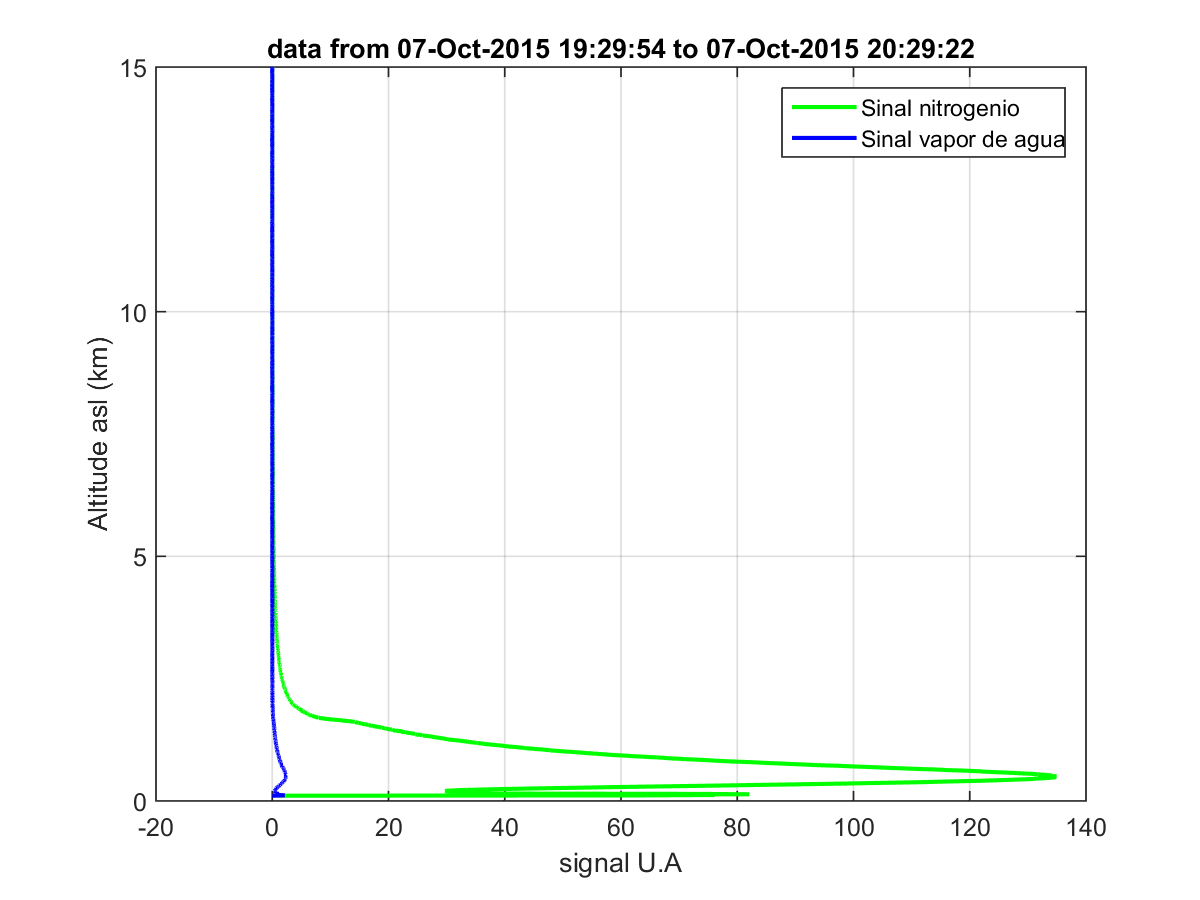 data from 07-Oct-2015 19:29:54 to 07-Oct-2015 20:29:22
Sinal nitrogenio
Sinal vapor de agua
15
10
5
0
Altitude asl (km)
-20 0 20 40 60 80 100 120 140
signal U.A